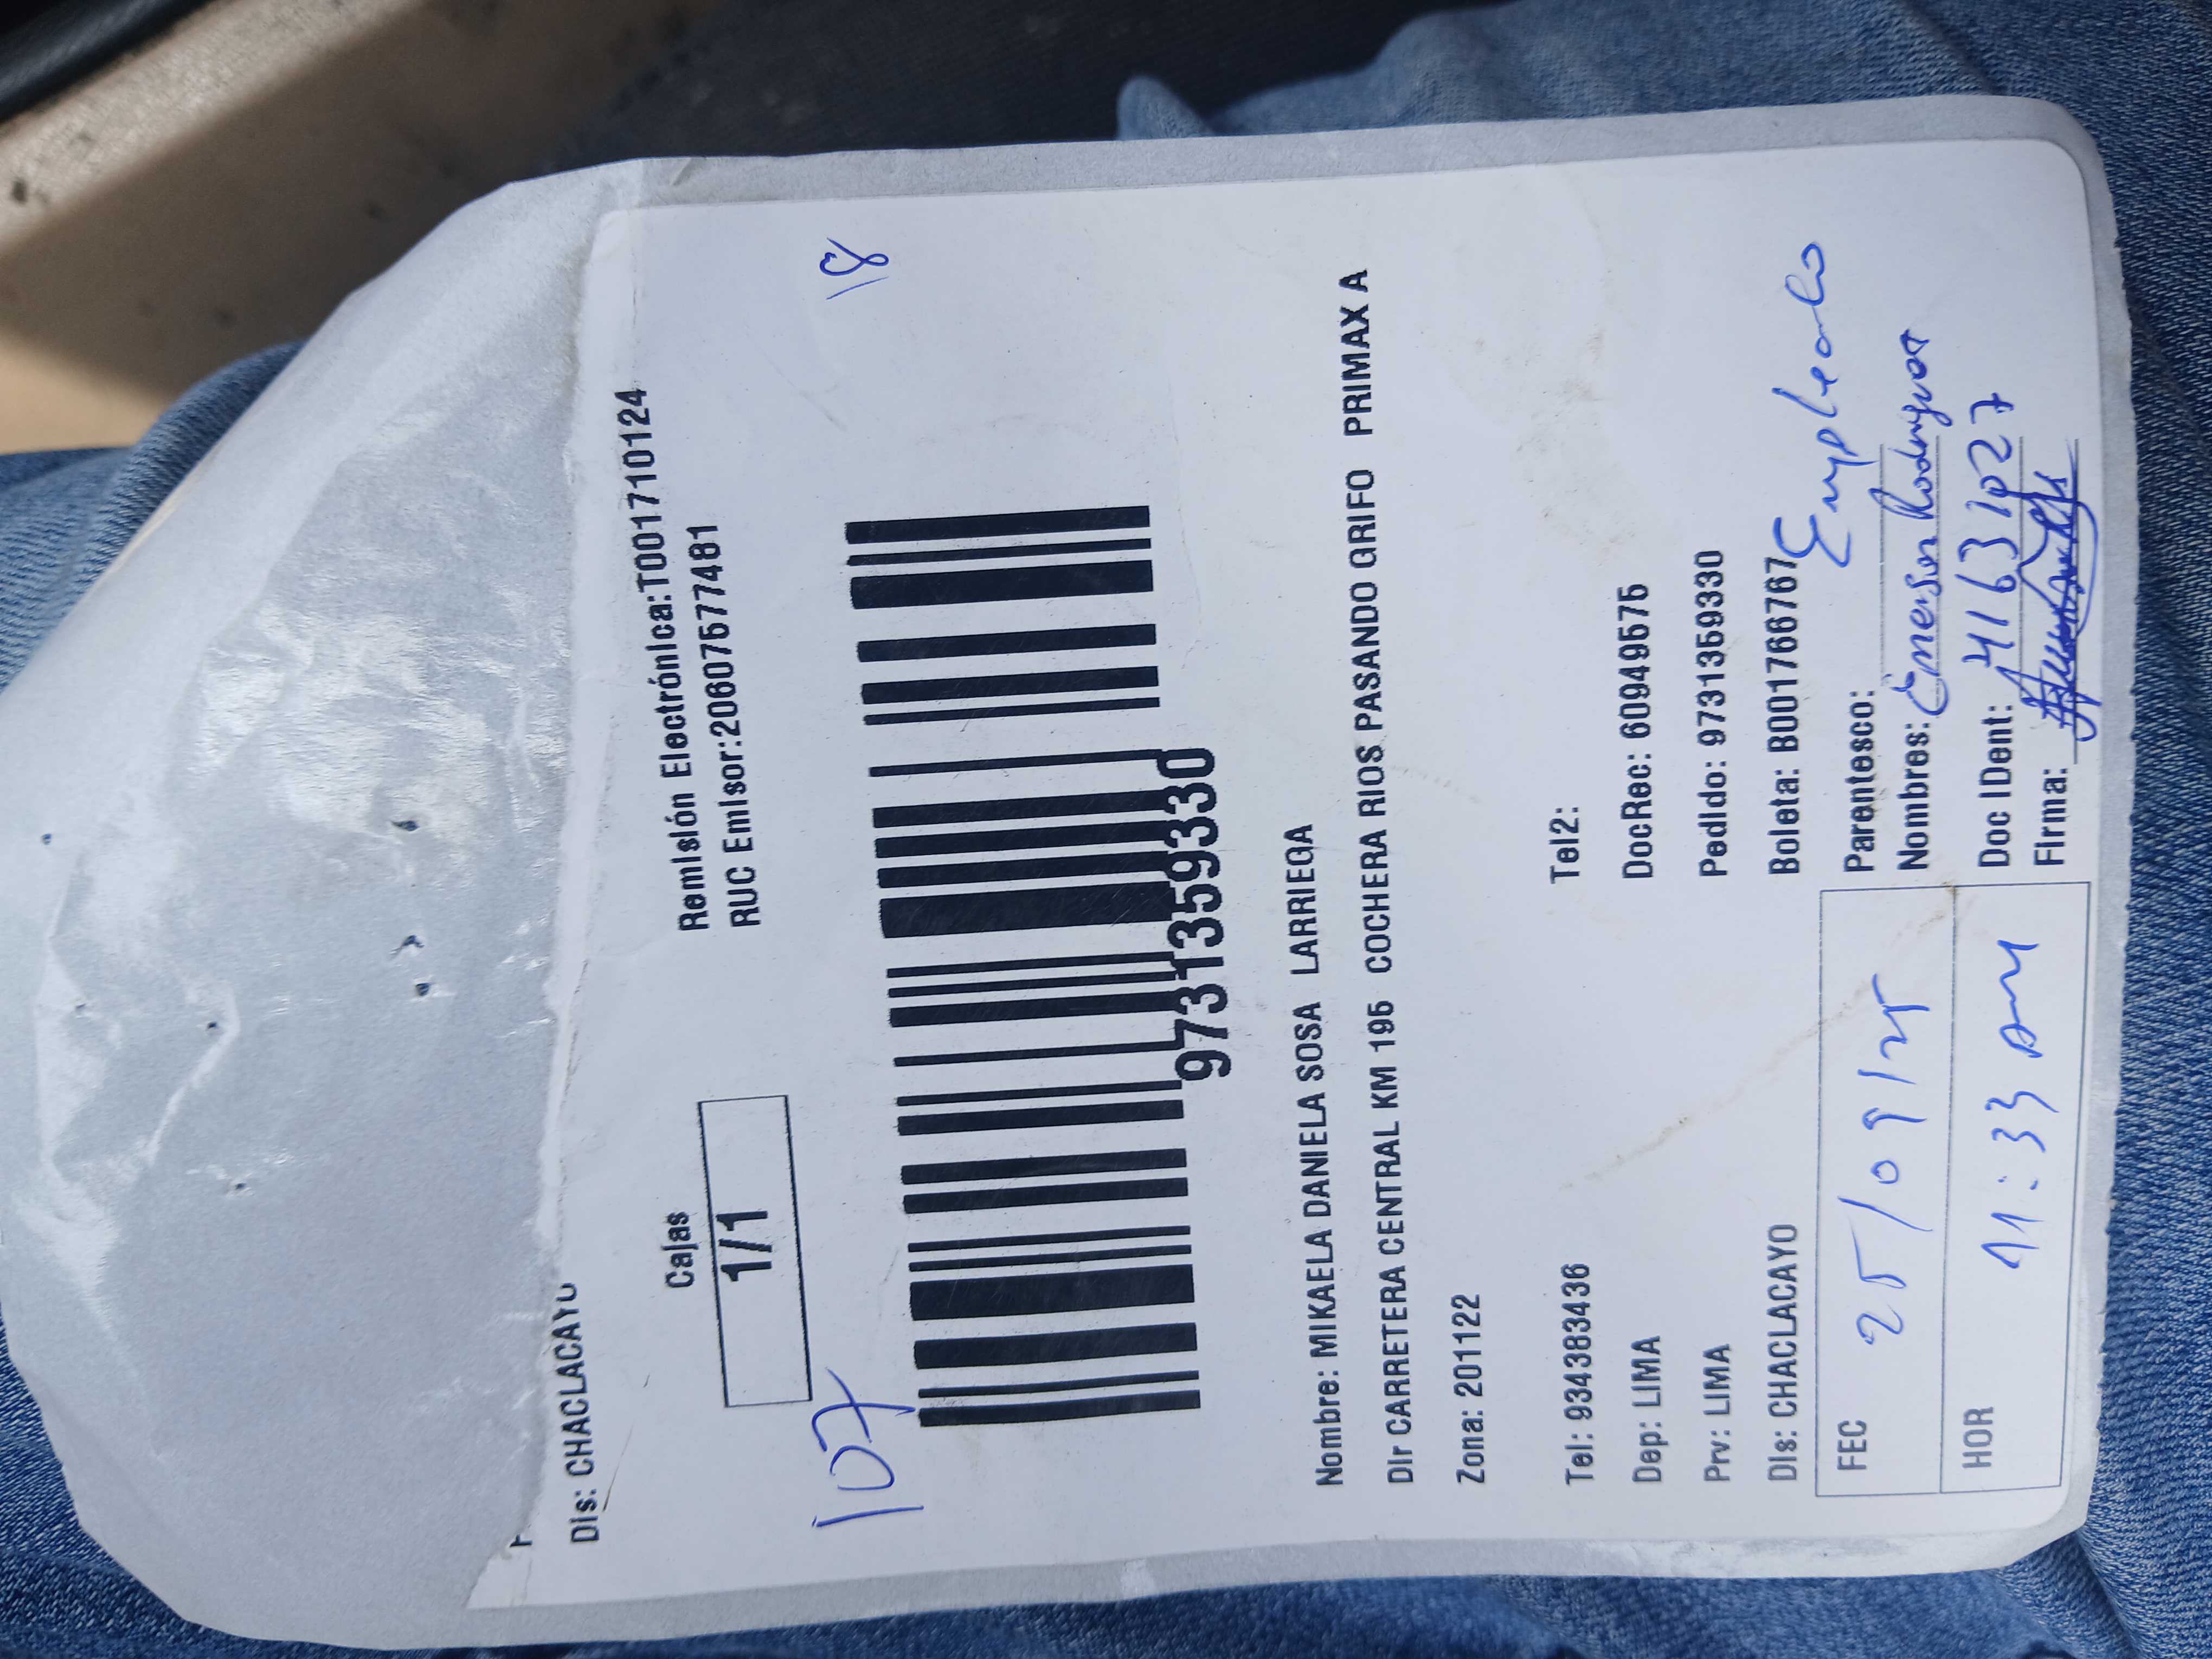 Dis: CHACLACAYO
Cajas
1/1
Remisión Electrónica:T001710124
RUC Emisor:20607577481
107
18
9731359330
Nombre: MIKAELA DANIELA SOSA LARRIEGA
Dir CARRETERA CENTRAL KM 195 COCHERA RIOS PASANDO GRIFO PRIMAX A
Zona: 201122
Tel: 934383436
Tel2:
Dep: LIMA
DocRec: 60949575
Prv: LIMA
Pedido: 9731359330
Dis: CHACLACAYO
Boleta: B001766767
FEC 25/09/25
Parentesco: Empleado
Nombres: Emerson Rodriguez
HOR 11:33 am
Doc IDent: 41631027
Firma: